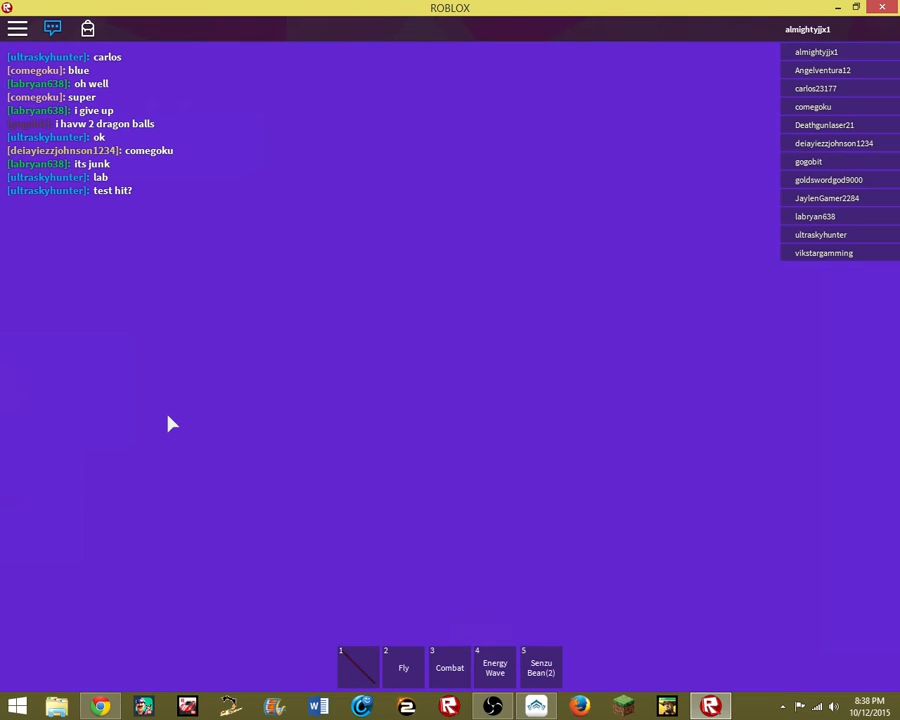 ROBLOX
almightyjjx1
[ultraskyhunter]: carlos
[comegoku]: blue
[labryan638]: oh well
[comegoku]: super
[labryan638]: i give up
[gogobit]: i havw 2 dragon balls
[ultraskyhunter]: ok
[deiayiezzjohnson1234]: comegoku
[labryan638]: its junk
[ultraskyhunter]: lab
[ultraskyhunter]: test hit?
almightyjjx1
Angelventura12
carlos23177
comegoku
Deathgunlaser21
deiayiezzjohnson1234
gogobit
goldswordgod9000
JaylenGamer2284
labryan638
ultraskyhunter
vikstargamming
1
2 Fly
3 Combat
4 Energy Wave
5 Senzu Bean(2)
8:38 PM
10/12/2015